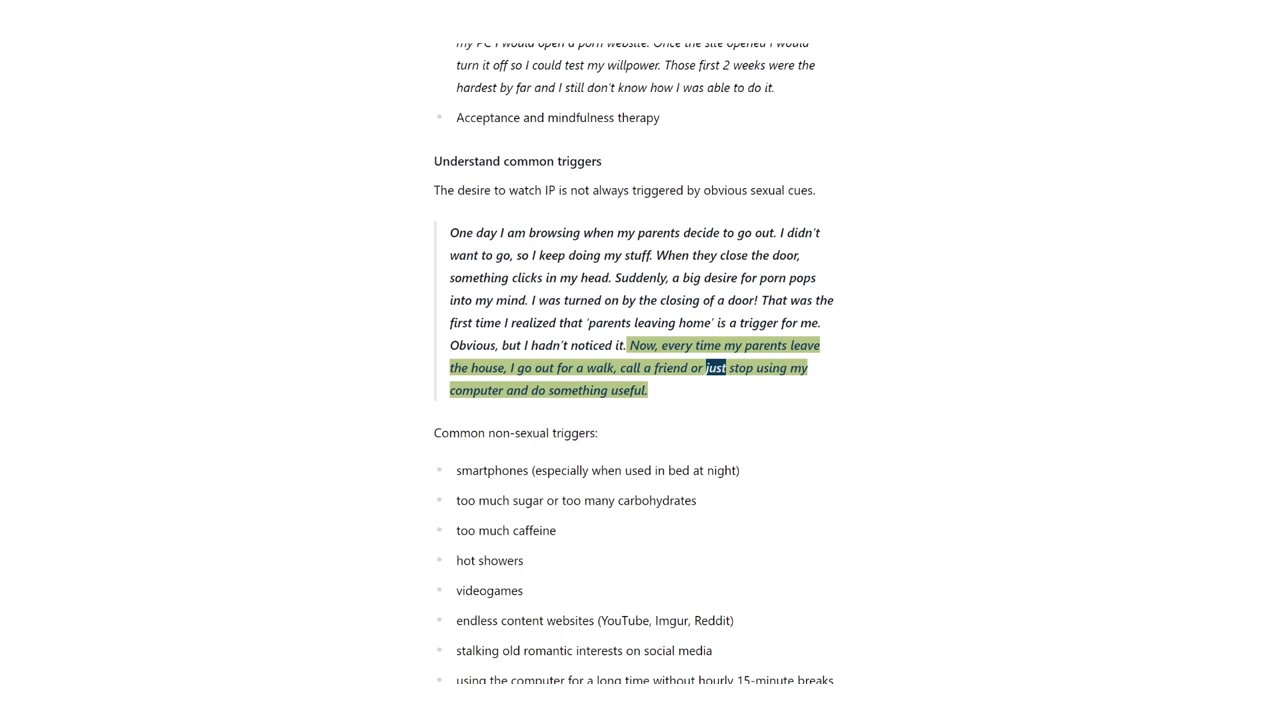 my PC I would open a porn website. Once the site opened I would
turn it off so I could test my willpower. Those first 2 weeks were the
hardest by far and I still don't know how I was able to do it.
Acceptance and mindfulness therapy
Understand common triggers
The desire to watch IP is not always triggered by obvious sexual cues.
One day I am browsing when my parents decide to go out. I didn't
want to go, so I keep doing my stuff. When they close the door,
something clicks in my head. Suddenly, a big desire for porn pops
into my mind. I was turned on by the closing of a door! That was the
first time I realized that 'parents leaving home' is a trigger for me.
Obvious, but I hadn't noticed it. Now, every time my parents leave
the house, I go out for a walk, call a friend or just stop using my
computer and do something useful.
Common non-sexual triggers:
smartphones (especially when used in bed at night)
too much sugar or too many carbohydrates
too much caffeine
hot showers
videogames
endless content websites (YouTube, Imgur, Reddit)
stalking old romantic interests on social media
using the computer for a long time without hourly 15-minute breaks